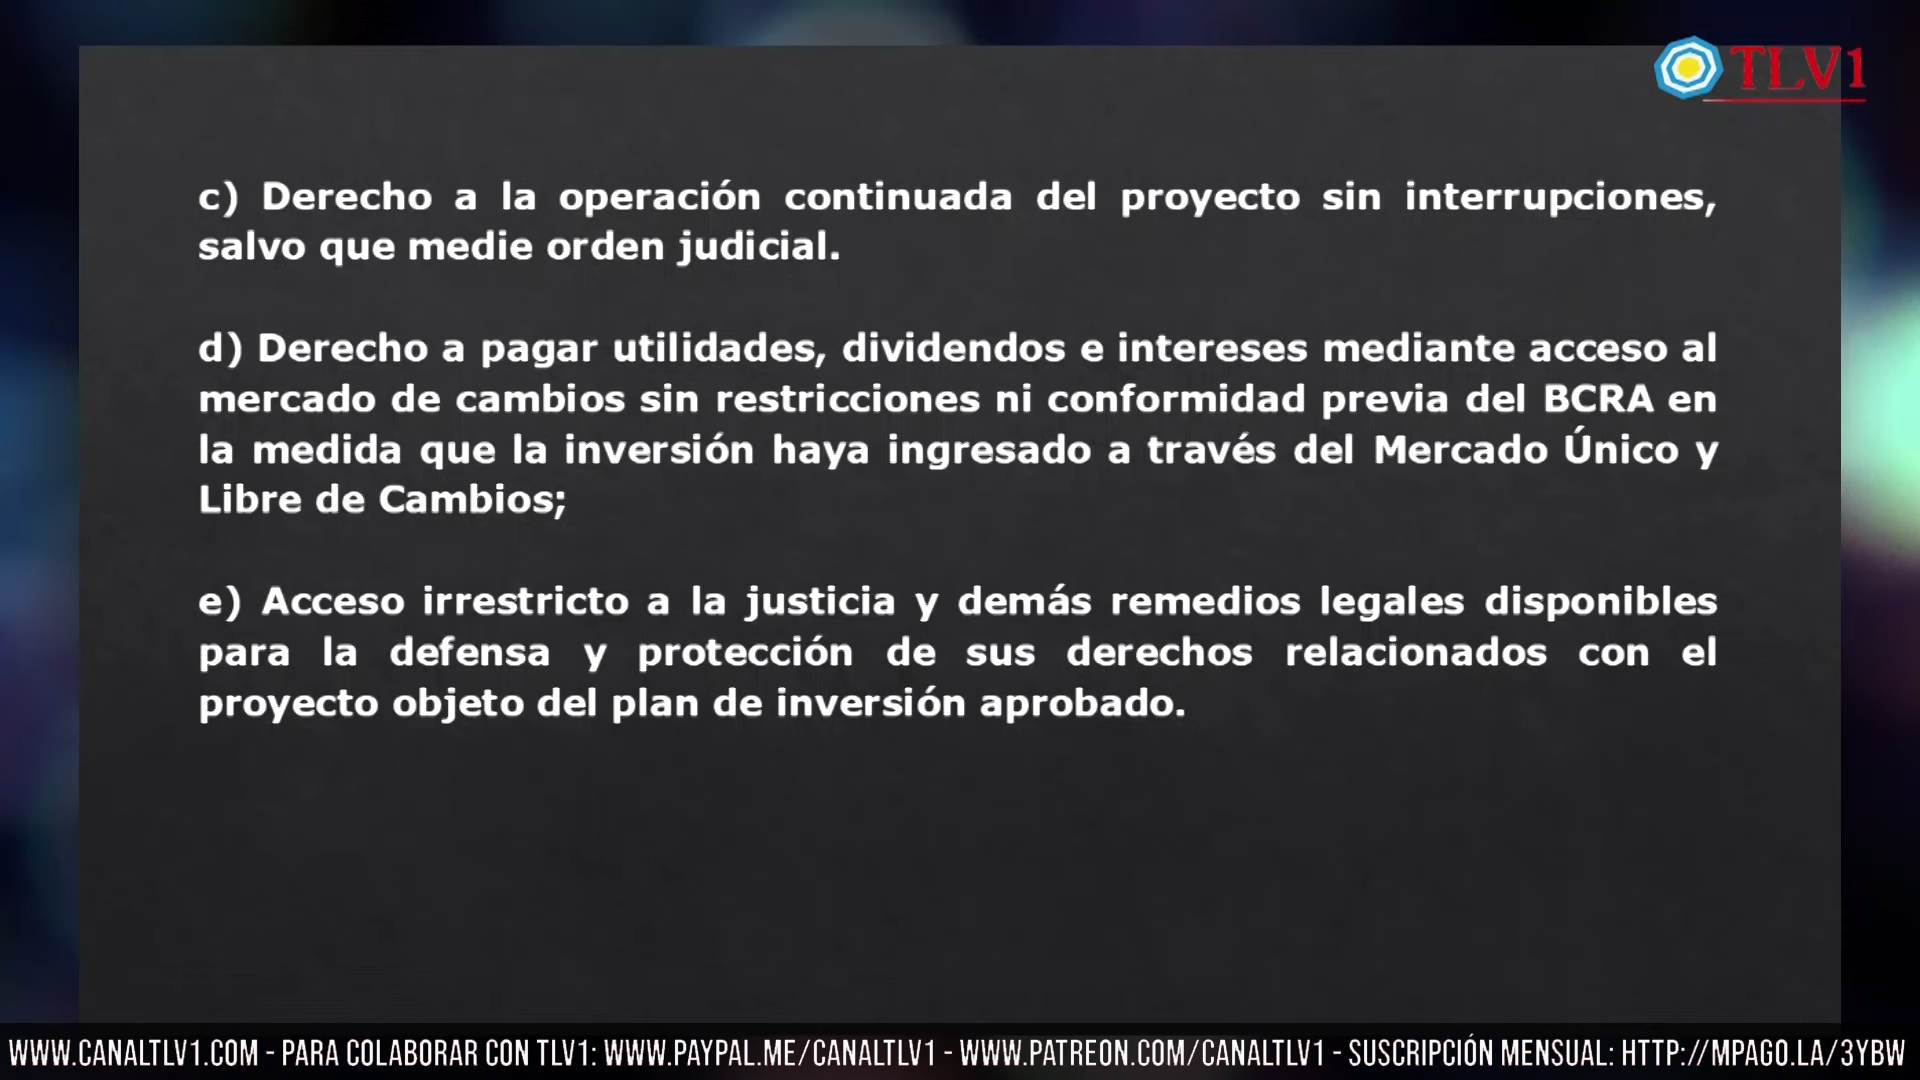 TLV1
c) Derecho a la operación continuada del proyecto sin interrupciones,
salvo que medie orden judicial.
d) Derecho a pagar utilidades, dividendos e intereses mediante acceso al
mercado de cambios sin restricciones ni conformidad previa del BCRA en
la medida que la inversión haya ingresado a través del Mercado Único y
Libre de Cambios;
e) Acceso irrestricto a la justicia y demás remedios legales disponibles
para la defensa y protección de sus derechos relacionados con el
proyecto objeto del plan de inversión aprobado.
WWW.CANALTLV1.COM - PARA COLABORAR CON TLV1: WWW.PAYPAL.ME/CANALTLV1 - WWW.PATREON.COM/CANALTLV1 - SUSCRIPCIÓN MENSUAL: HTTP://MPAGO.LA/3YBW